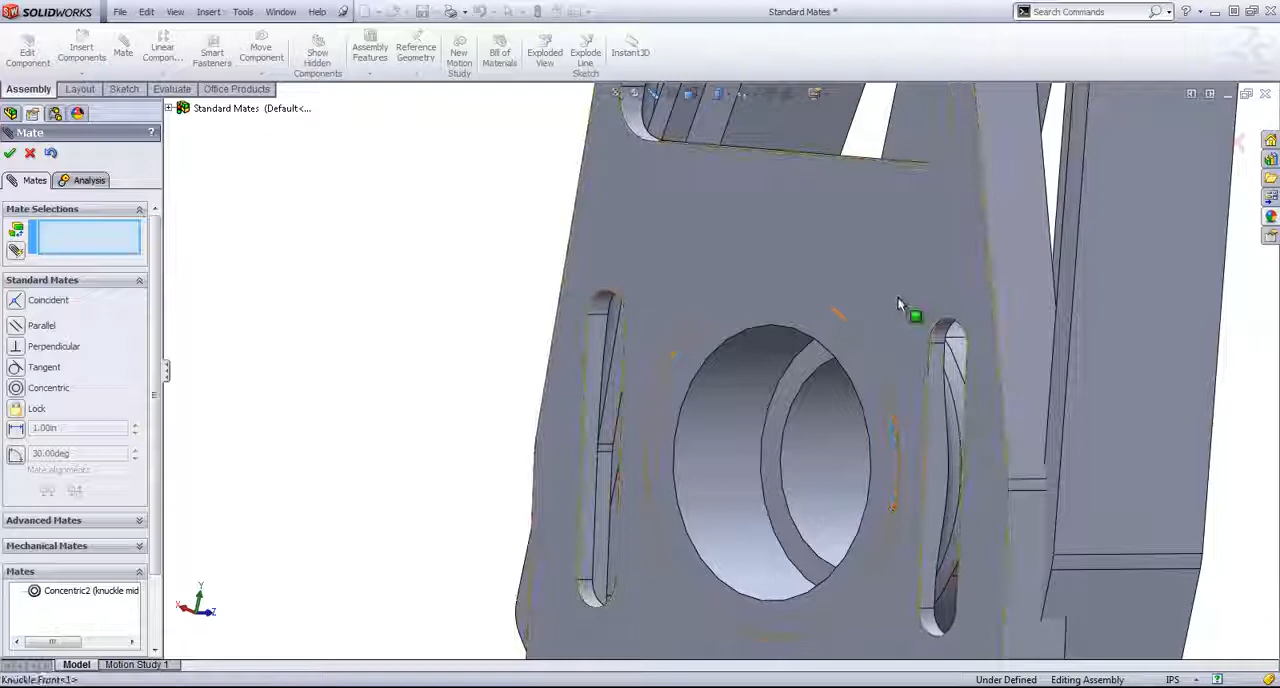 SOLIDWORKS File Edit View Insert Tools Window Help Standard Mates * Search Commands ?
Edit Component Insert Components Mate Linear Compon... Smart Fasteners Move Component Show Hidden Components Assembly Features Reference Geometry New Motion Study Bill of Materials Exploded View Explode Line Sketch Instant3D
Assembly Layout Sketch Evaluate Office Products
Standard Mates (Default<...
Mate ?
Mates Analysis
Mate Selections
Standard Mates
Coincident
Parallel
Perpendicular
Tangent
Concentric
Lock
1.00in
30.00deg
Mate alignments:
Advanced Mates
Mechanical Mates
Mates
Concentric2 (knuckle mid
Y
X Z
Model Motion Study 1
Knuckle Front<1> Under Defined Editing Assembly IPS ?